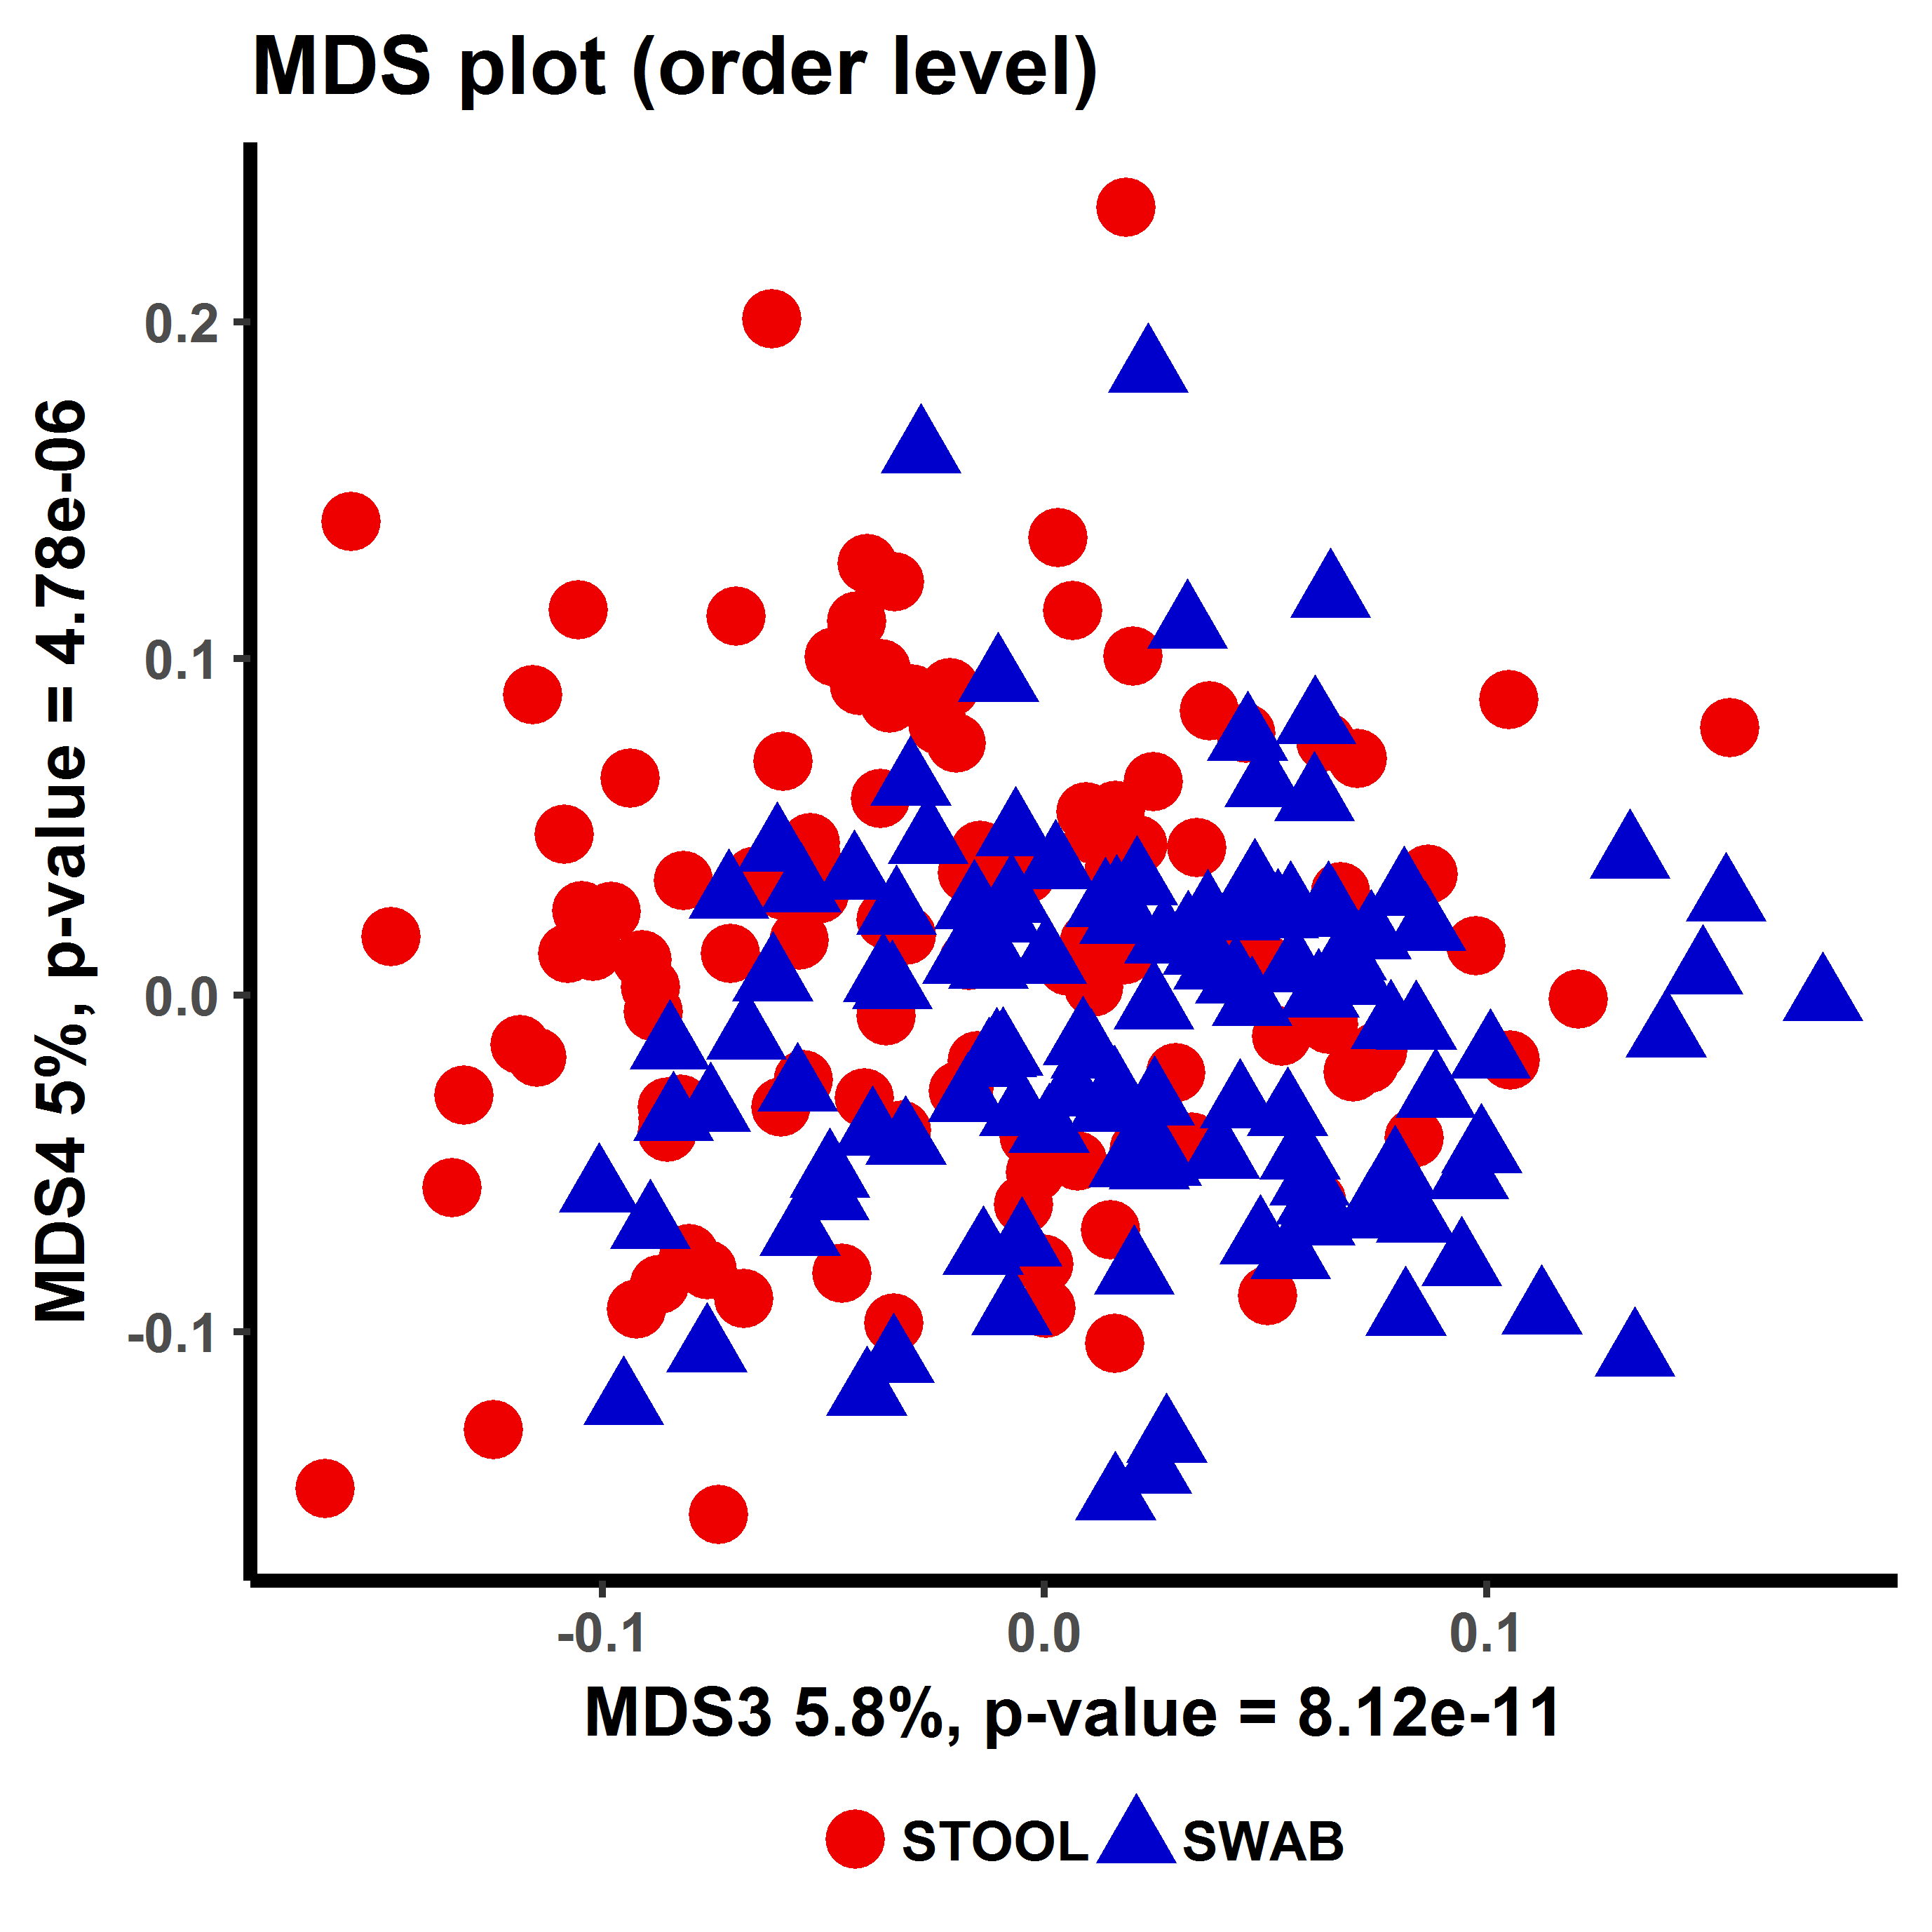 MDS plot (order level)
MDS4 5%, p-value = 4.78e-06
0.2
0.1
0.0
-0.1
-0.1 0.0 0.1
MDS3 5.8%, p-value = 8.12e-11
STOOL SWAB